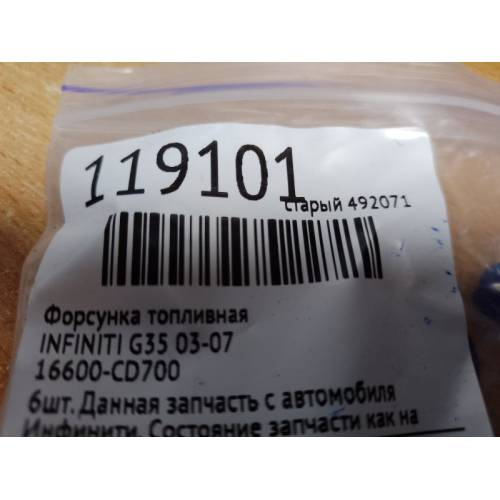 119101
старый 492071
Форсунка топливная
INFINITI G35 03-07
16600-CD700
6шт. Данная запчасть с автомобиля
Инфинити. Состояние запчасти как на